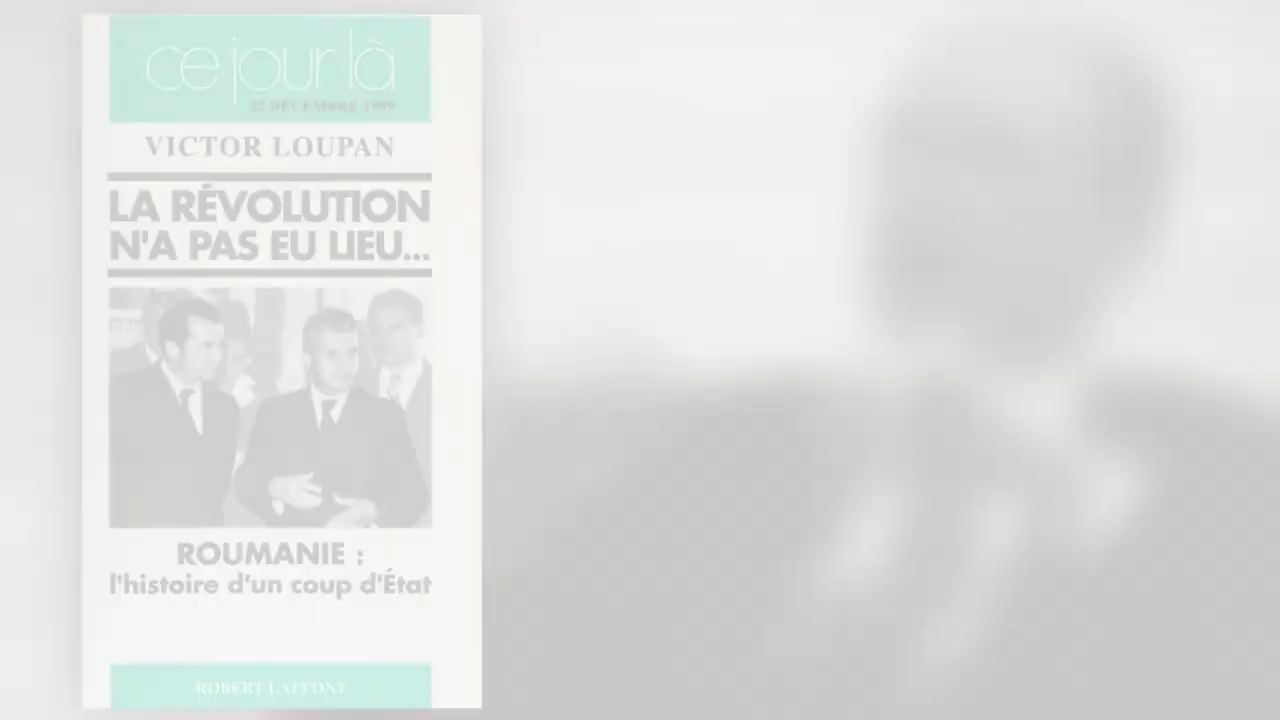 ce jour là
22 DÉCEMBRE 1989
VICTOR LOUPAN
LA RÉVOLUTION
N'A PAS EU LIEU...
ROUMANIE :
l'histoire d'un coup d'État
ROBERT LAFFONT